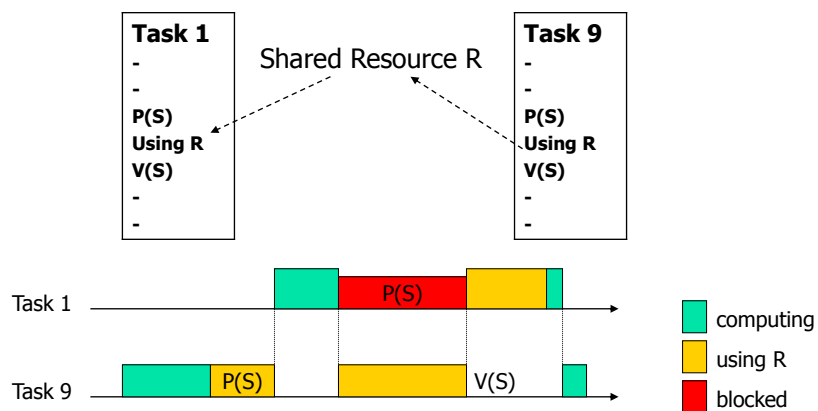 Task 1
-
-
P(S)
Using R
V(S)
-
-
Shared Resource R
Task 9
-
-
P(S)
Using R
V(S)
-
-
Task 1
P(S)
Task 9
P(S)
V(S)
computing
using R
blocked